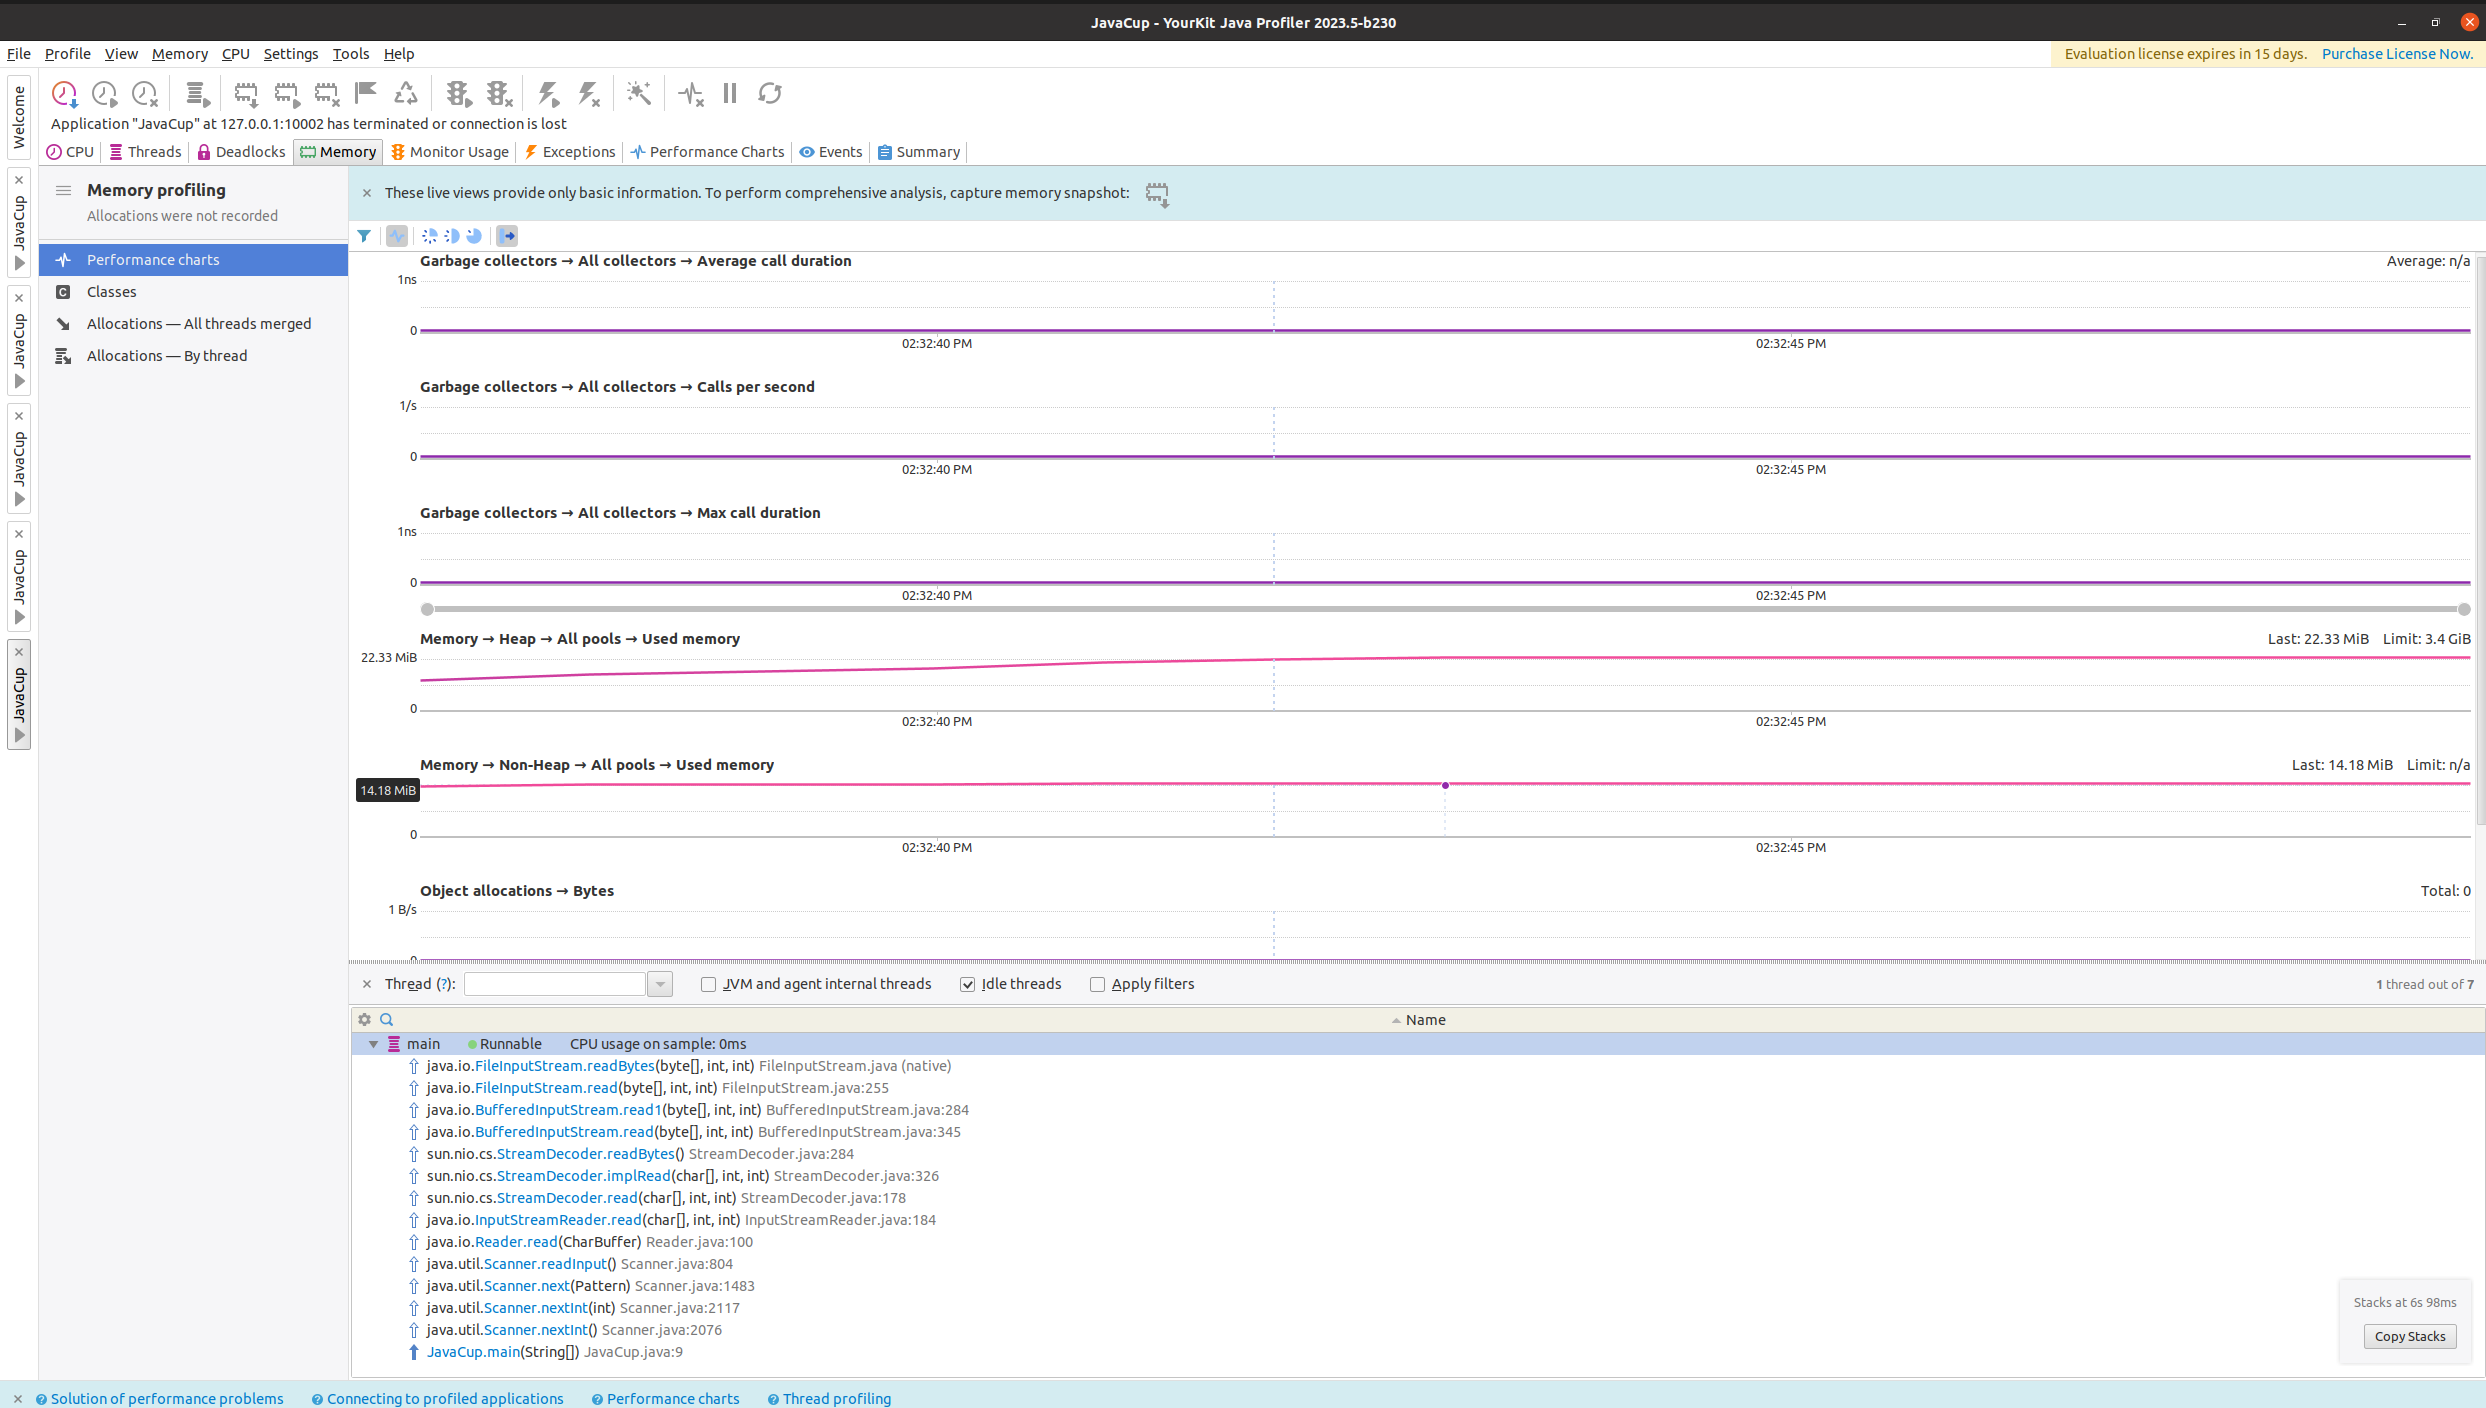 JavaCup - YourKit Java Profiler 2023.5-b230
File Profile View Memory CPU Settings Tools Help
Evaluation license expires in 15 days. Purchase License Now.
Welcome
JavaCup
JavaCup
JavaCup
JavaCup
JavaCup
Application "JavaCup" at 127.0.0.1:10002 has terminated or connection is lost
CPU Threads Deadlocks Memory Monitor Usage Exceptions Performance Charts Events Summary
Memory profiling
Allocations were not recorded
Performance charts
Classes
Allocations — All threads merged
Allocations — By thread
These live views provide only basic information. To perform comprehensive analysis, capture memory snapshot:
Garbage collectors → All collectors → Average call duration Average: n/a
1ns
0
02:32:40 PM 02:32:45 PM
Garbage collectors → All collectors → Calls per second
1/s
0
02:32:40 PM 02:32:45 PM
Garbage collectors → All collectors → Max call duration
1ns
0
02:32:40 PM 02:32:45 PM
Memory → Heap → All pools → Used memory Last: 22.33 MiB Limit: 3.4 GiB
22.33 MiB
0
02:32:40 PM 02:32:45 PM
Memory → Non-Heap → All pools → Used memory Last: 14.18 MiB Limit: n/a
14.18 MiB
0
02:32:40 PM 02:32:45 PM
Object allocations → Bytes Total: 0
1 B/s
0
Thread (?): JVM and agent internal threads Idle threads Apply filters 1 thread out of 7
Name
main Runnable CPU usage on sample: 0ms
java.io.FileInputStream.readBytes(byte[], int, int) FileInputStream.java (native)
java.io.FileInputStream.read(byte[], int, int) FileInputStream.java:255
java.io.BufferedInputStream.read1(byte[], int, int) BufferedInputStream.java:284
java.io.BufferedInputStream.read(byte[], int, int) BufferedInputStream.java:345
sun.nio.cs.StreamDecoder.readBytes() StreamDecoder.java:284
sun.nio.cs.StreamDecoder.implRead(char[], int, int) StreamDecoder.java:326
sun.nio.cs.StreamDecoder.read(char[], int, int) StreamDecoder.java:178
java.io.InputStreamReader.read(char[], int, int) InputStreamReader.java:184
java.io.Reader.read(CharBuffer) Reader.java:100
java.util.Scanner.readInput() Scanner.java:804
java.util.Scanner.next(Pattern) Scanner.java:1483
java.util.Scanner.nextInt(int) Scanner.java:2117
java.util.Scanner.nextInt() Scanner.java:2076
JavaCup.main(String[]) JavaCup.java:9
Stacks at 6s 98ms
Copy Stacks
Solution of performance problems Connecting to profiled applications Performance charts Thread profiling